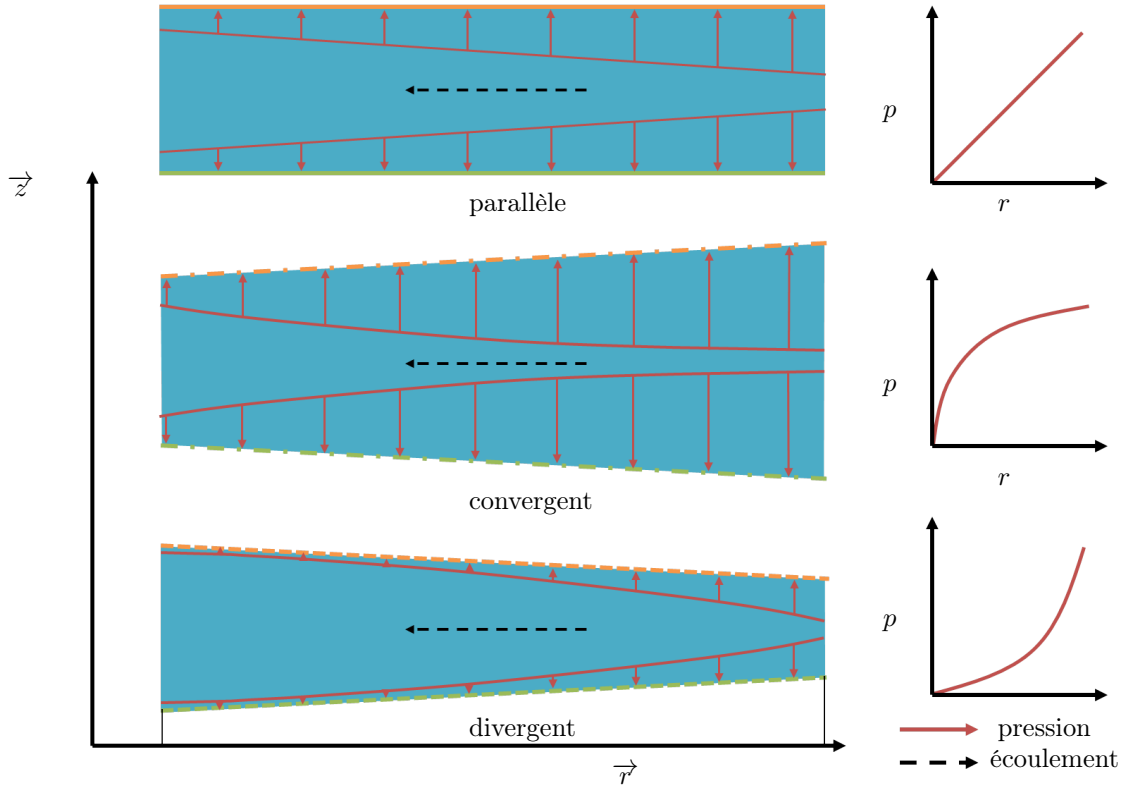 p
r
z
parallèle
p
r
convergent
p
divergent
pression
écoulement
r